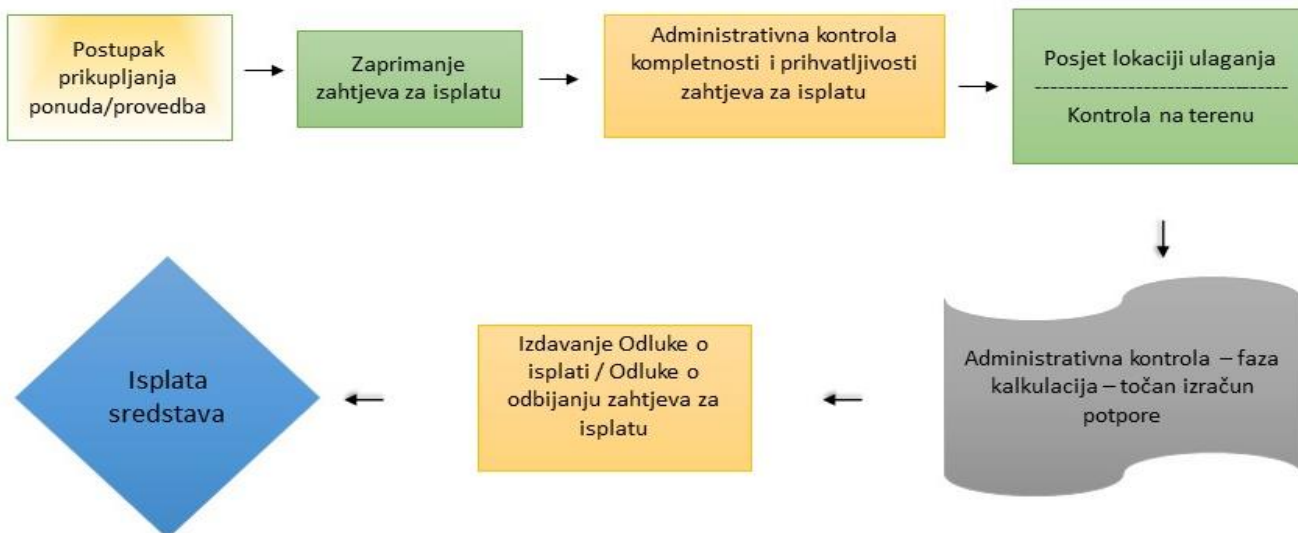 Postupak
prikupljanja
ponuda/provedba
Zaprimanje
zahtjeva za isplatu
Administrativna kontrola
kompletnosti i prihvatljivosti
zahtjeva za isplatu
Posjet lokaciji ulaganja
Kontrola na terenu
Administrativna kontrola – faza
kalkulacija – točan izračun
potpore
Izdavanje Odluke o
isplati / Odluke o
odbijanju zahtjeva za
isplatu
Isplata
sredstava